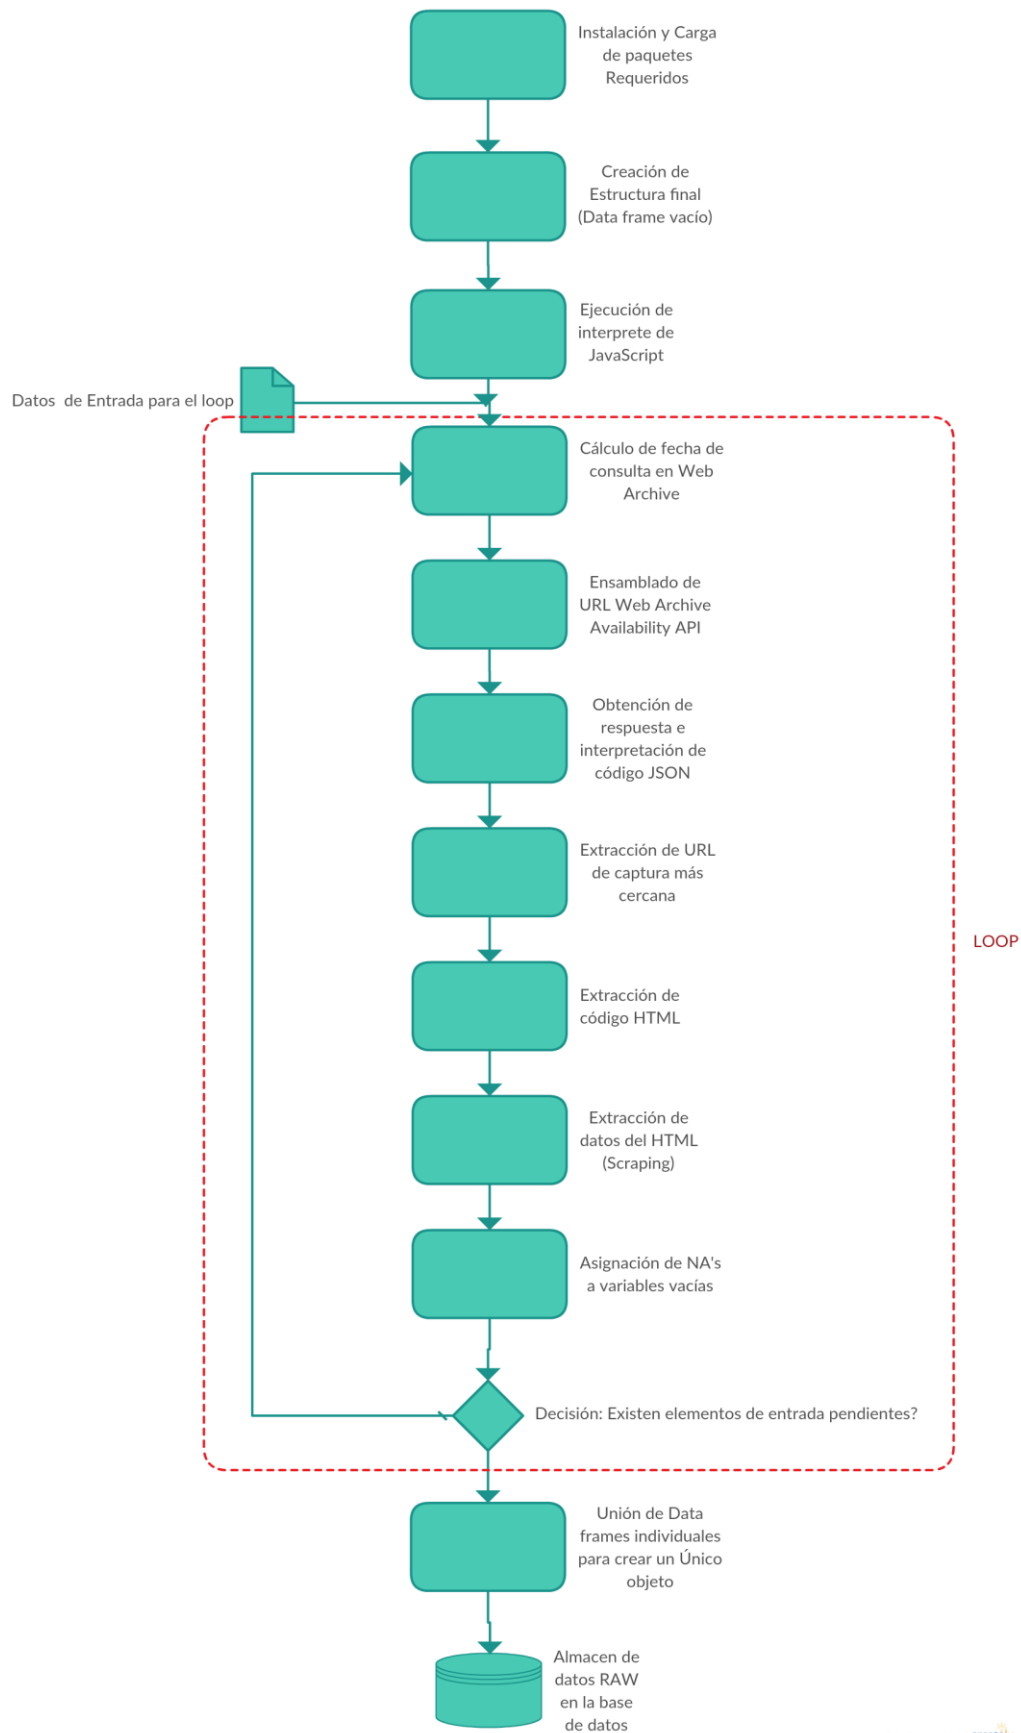 Instalación y Carga
de paquetes
Requeridos
Creación de
Estructura final
(Data frame vacío)
Ejecución de
interprete de
JavaScript
Datos de Entrada para el loop
Cálculo de fecha de
consulta en Web
Archive
Ensamblado de
URL Web Archive
Availability API
Obtención de
respuesta e
interpretación de
código JSON
Extracción de URL
de captura más
cercana
LOOP
Extracción de
código HTML
Extracción de
datos del HTML
(Scraping)
Asignación de NA's
a variables vacías
Decisión: Existen elementos de entrada pendientes?
Unión de Data
frames individuales
para crear un Único
objeto
Almacen de
datos RAW
en la base
de datos